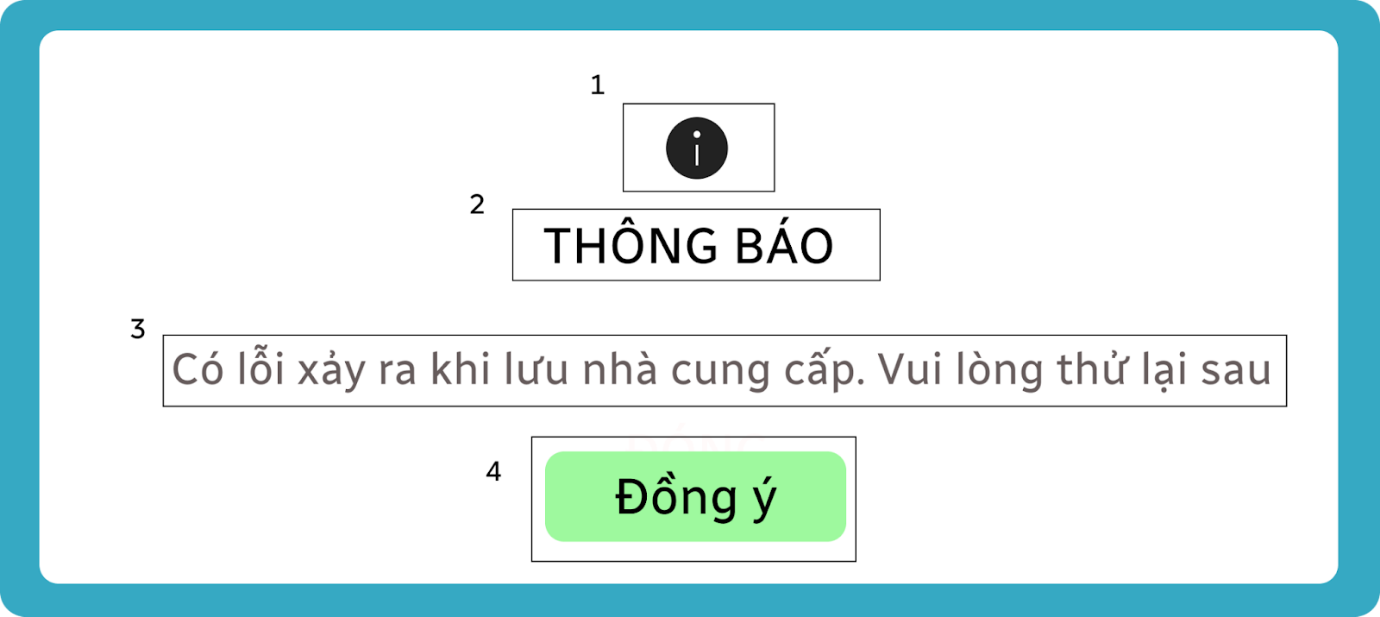 1
i
2
THÔNG BÁO
3
Có lỗi xảy ra khi lưu nhà cung cấp. Vui lòng thử lại sau
4
Đồng ý